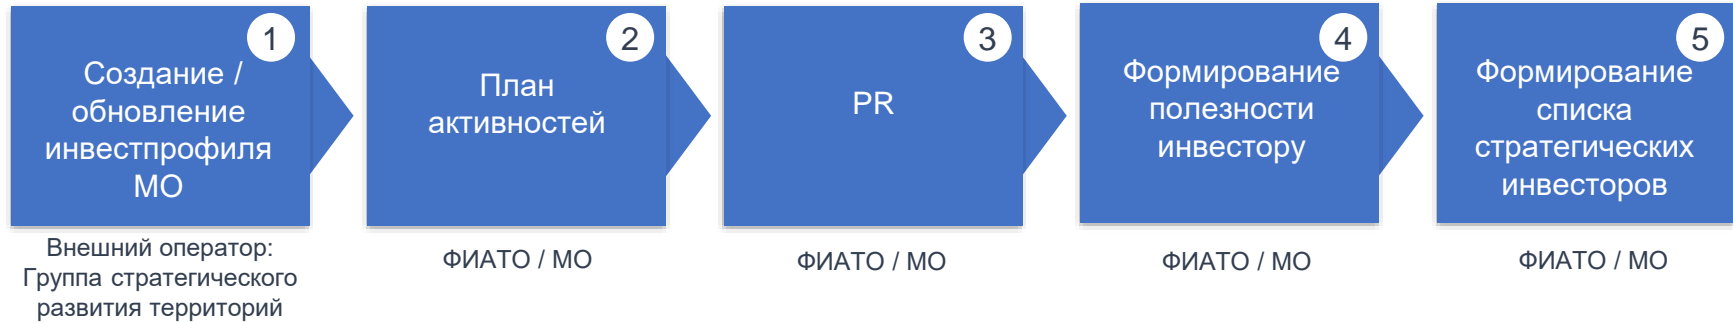 1
Создание /
обновление
инвестпрофиля
МО
Внешний оператор:
Группа стратегического
развития территорий
2
План
активностей
ФИАТО / МО
3
PR
ФИАТО / МО
4
Формирование
полезности
инвестору
ФИАТО / МО
5
Формирование
списка
стратегических
инвесторов
ФИАТО / МО